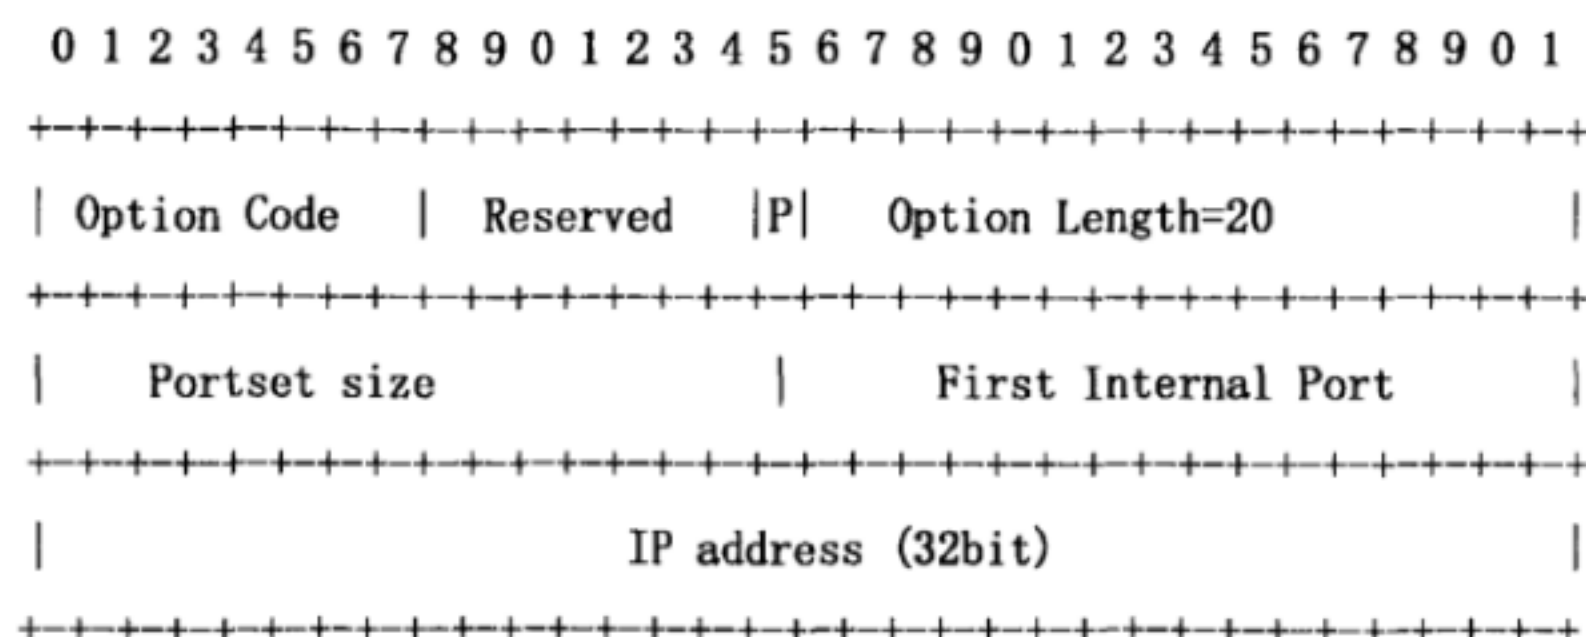 0 1 2 3 4 5 6 7 8 9 0 1 2 3 4 5 6 7 8 9 0 1 2 3 4 5 6 7 8 9 0 1
+-+-+-+-+-+-+-+-+-+-+-+-+-+-+-+-+-+-+-+-+-+-+-+-+-+-+-+-+-+-+-+-+
| Option Code | Reserved |P| Option Length=20 |
+-+-+-+-+-+-+-+-+-+-+-+-+-+-+-+-+-+-+-+-+-+-+-+-+-+-+-+-+-+-+-+-+
| Portset size | First Internal Port |
+-+-+-+-+-+-+-+-+-+-+-+-+-+-+-+-+-+-+-+-+-+-+-+-+-+-+-+-+-+-+-+-+
| IP address (32bit) |
+-+-+-+-+-+-+-+-+-+-+-+-+-+-+-+-+-+-+-+-+-+-+-+-+-+-+-+-+-+-+-+-+